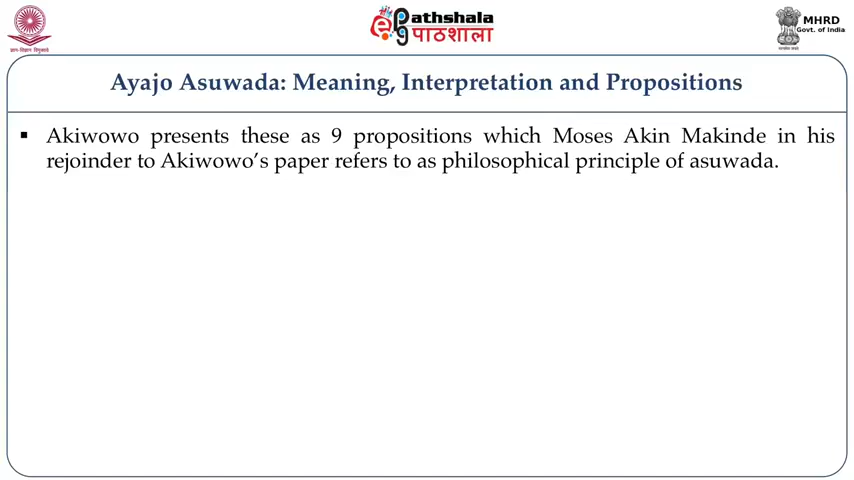 ePathshala
पाठशाला
MHRD
Govt. of India
Ayajo Asuwada: Meaning, Interpretation and Propositions
▪ Akiwowo presents these as 9 propositions which Moses Akin Makinde in his
rejoinder to Akiwowo’s paper refers to as philosophical principle of asuwada.